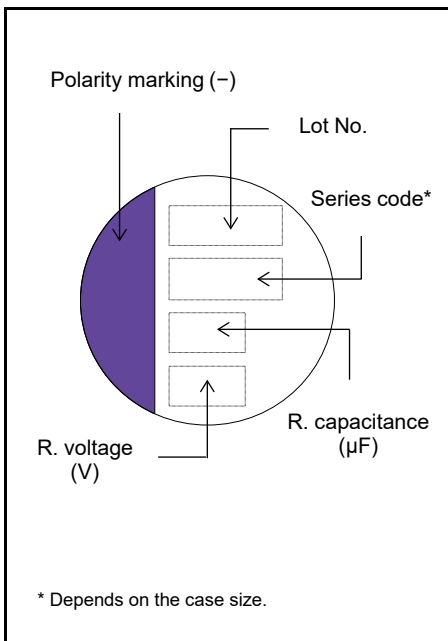 Polarity marking (−)
Lot No.
Series code*
R. capacitance
(µF)
R. voltage
(V)
* Depends on the case size.